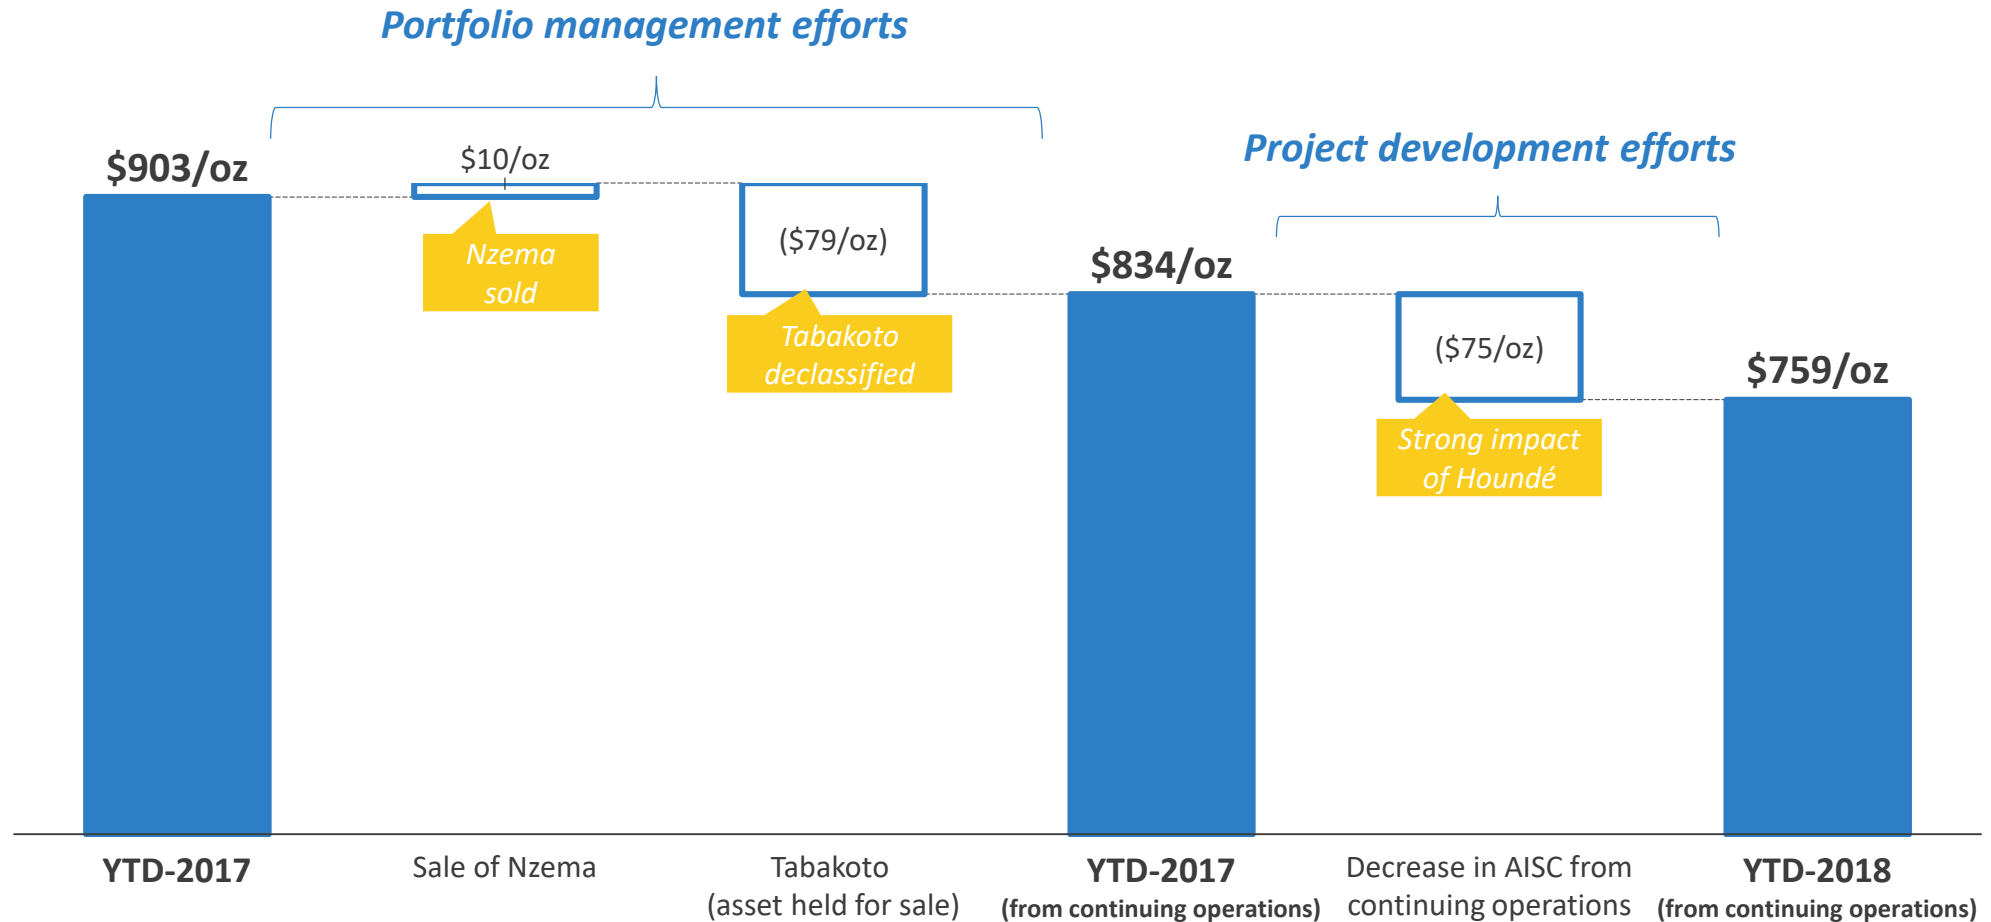 Portfolio management efforts
Project development efforts
$903/oz
$10/oz
Nzema
sold
($79/oz)
Tabakoto
declassified
$834/oz
($75/oz)
Strong impact
of Houndé
$759/oz
YTD-2017
Sale of Nzema
Tabakoto
(asset held for sale)
YTD-2017
(from continuing operations)
Decrease in AISC from
continuing operations
YTD-2018
(from continuing operations)